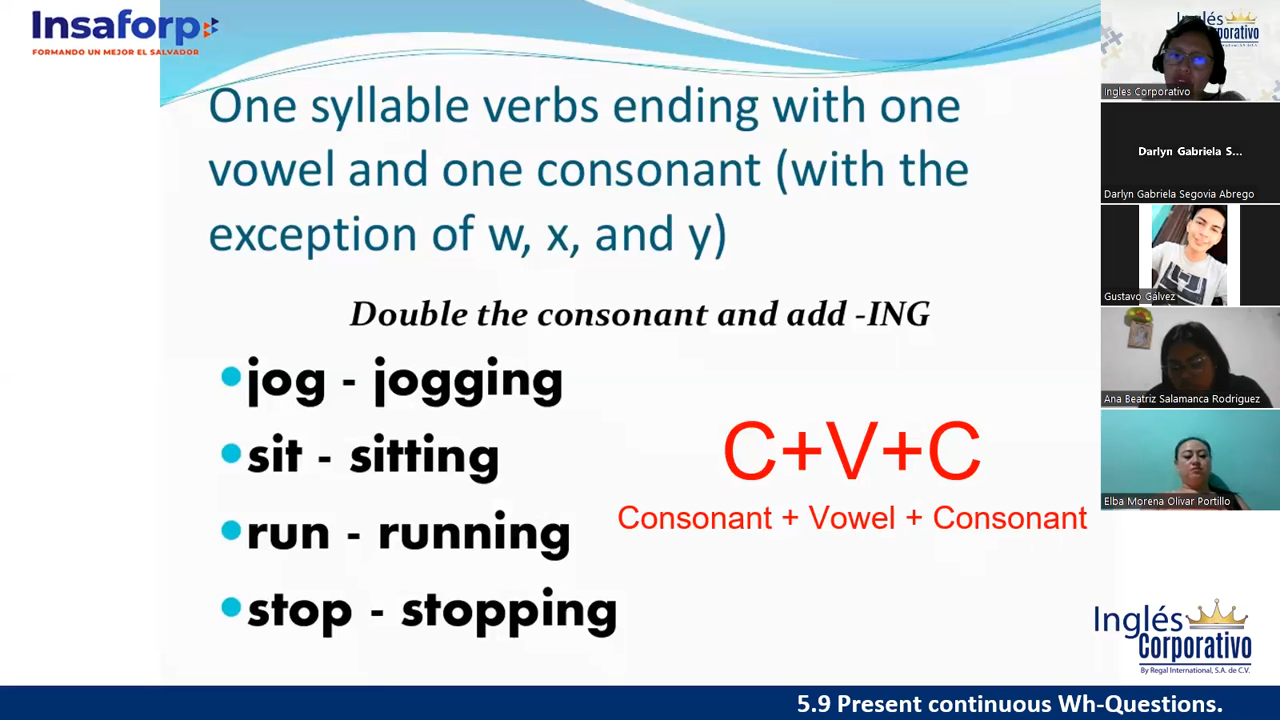 Insaforp
FORMANDO UN MEJOR EL SALVADOR
One syllable verbs ending with one
vowel and one consonant (with the
exception of w, x, and y)
Double the consonant and add -ING
•jog - jogging
•sit - sitting
•run - running
•stop - stopping
C+V+C
Consonant + Vowel + Consonant
Inglés
Corporativo
Ingles Corporativo
Darlyn Gabriela S...
Darlyn Gabriela Segovia Abrego
Gustavo Gálvez
Ana Beatriz Salamanca Rodriguez
Elba Morena Olivar Portillo
Inglés
Corporativo
By Regal International, S.A. de C.V.
5.9 Present continuous Wh-Questions.